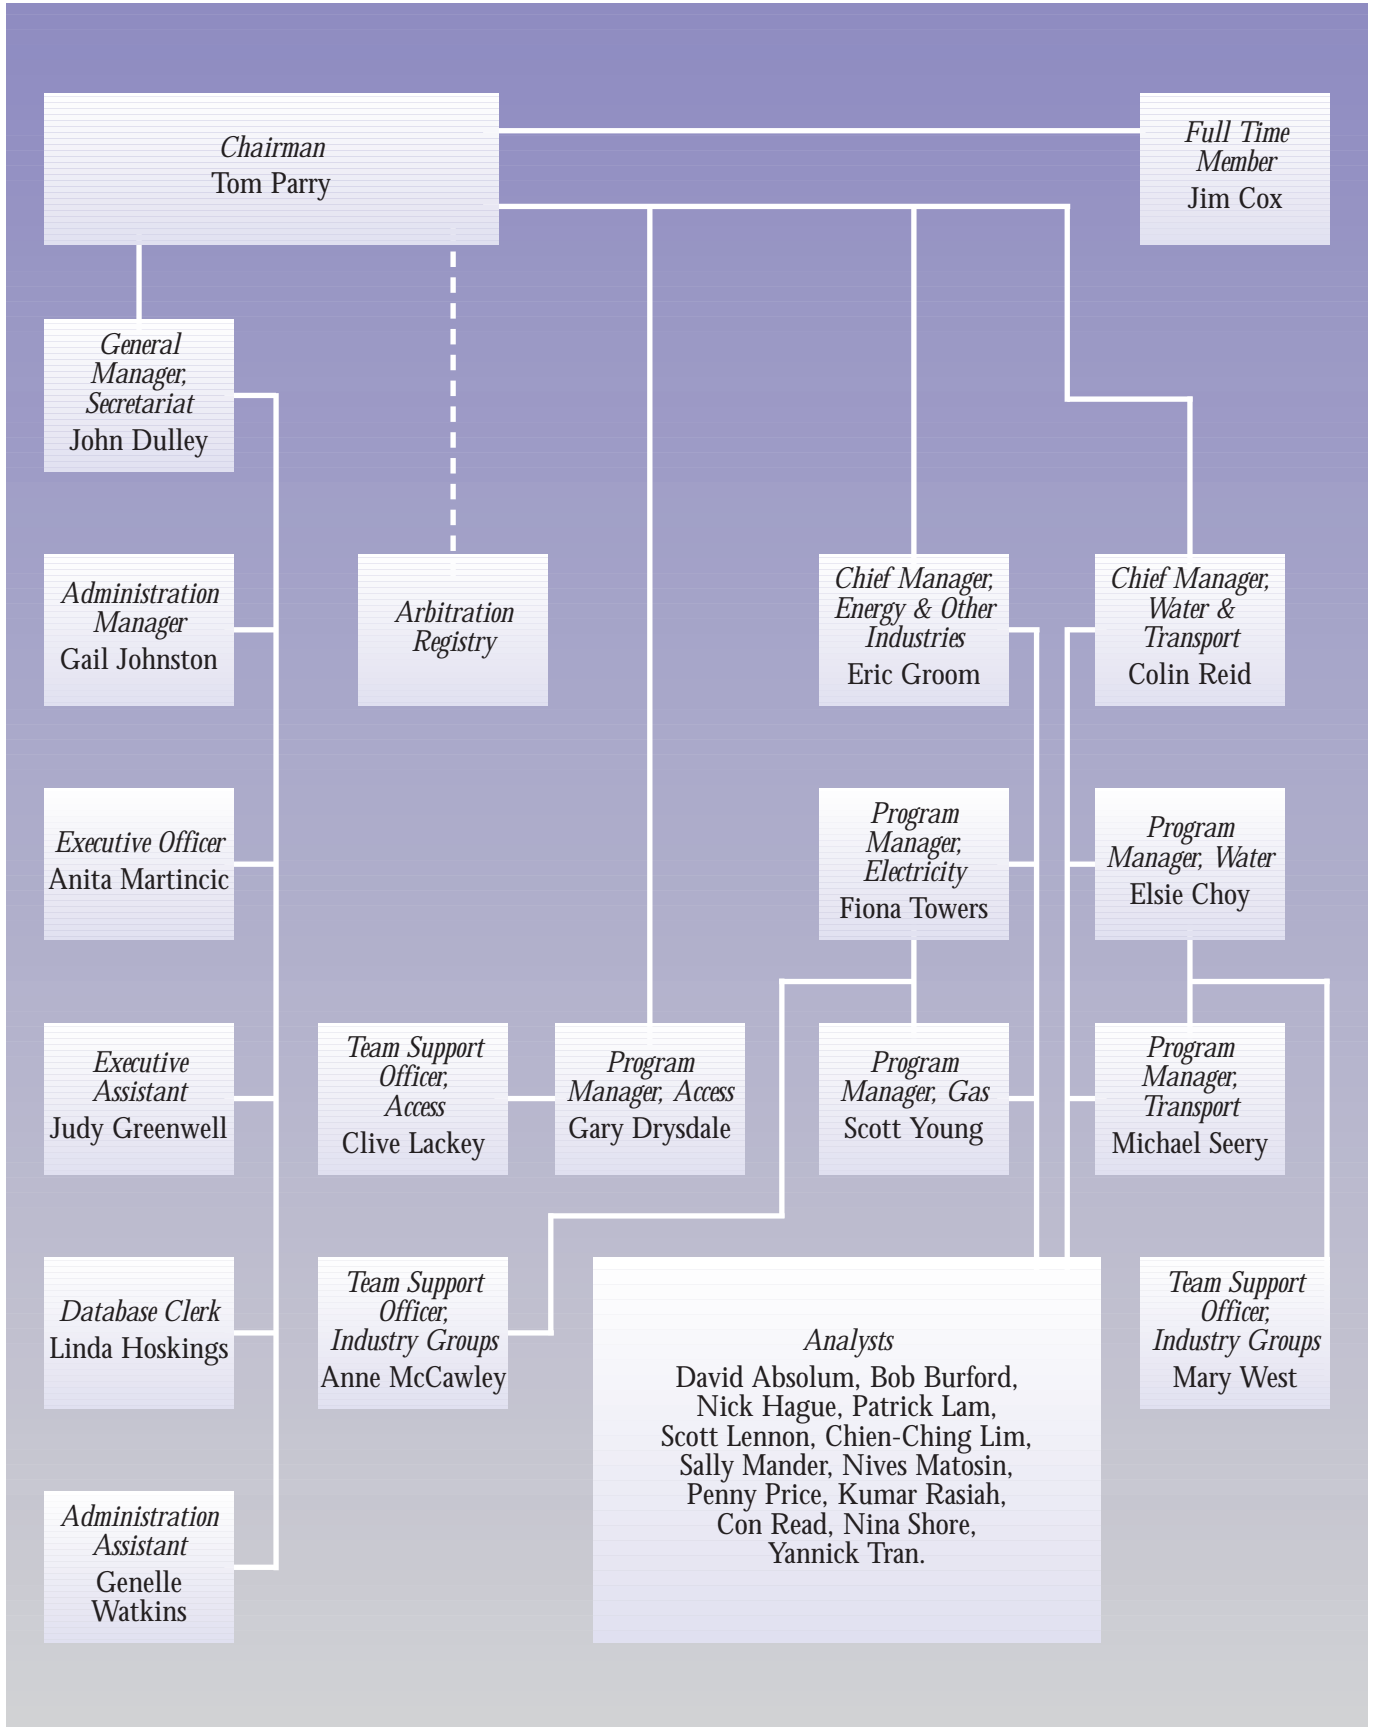 Chairman
Tom Parry
Full Time
Member
Jim Cox
General
Manager,
Secretariat
John Dulley
Administration
Manager
Gail Johnston
Arbitration
Registry
Chief Manager,
Energy & Other
Industries
Eric Groom
Chief Manager,
Water &
Transport
Colin Reid
Executive Officer
Anita Martincic
Program
Manager,
Electricity
Fiona Towers
Program
Manager, Water
Elsie Choy
Executive
Assistant
Judy Greenwell
Team Support
Officer,
Access
Clive Lackey
Program
Manager, Access
Gary Drysdale
Program
Manager, Gas
Scott Young
Program
Manager,
Transport
Michael Seery
Database Clerk
Linda Hoskings
Team Support
Officer,
Industry Groups
Anne McCawley
Analysts
David Absolum, Bob Burford,
Nick Hague, Patrick Lam,
Scott Lennon, Chien-Ching Lim,
Sally Mander, Nives Matosin,
Penny Price, Kumar Rasiah,
Con Read, Nina Shore,
Yannick Tran.
Team Support
Officer,
Industry Groups
Mary West
Administration
Assistant
Genelle
Watkins